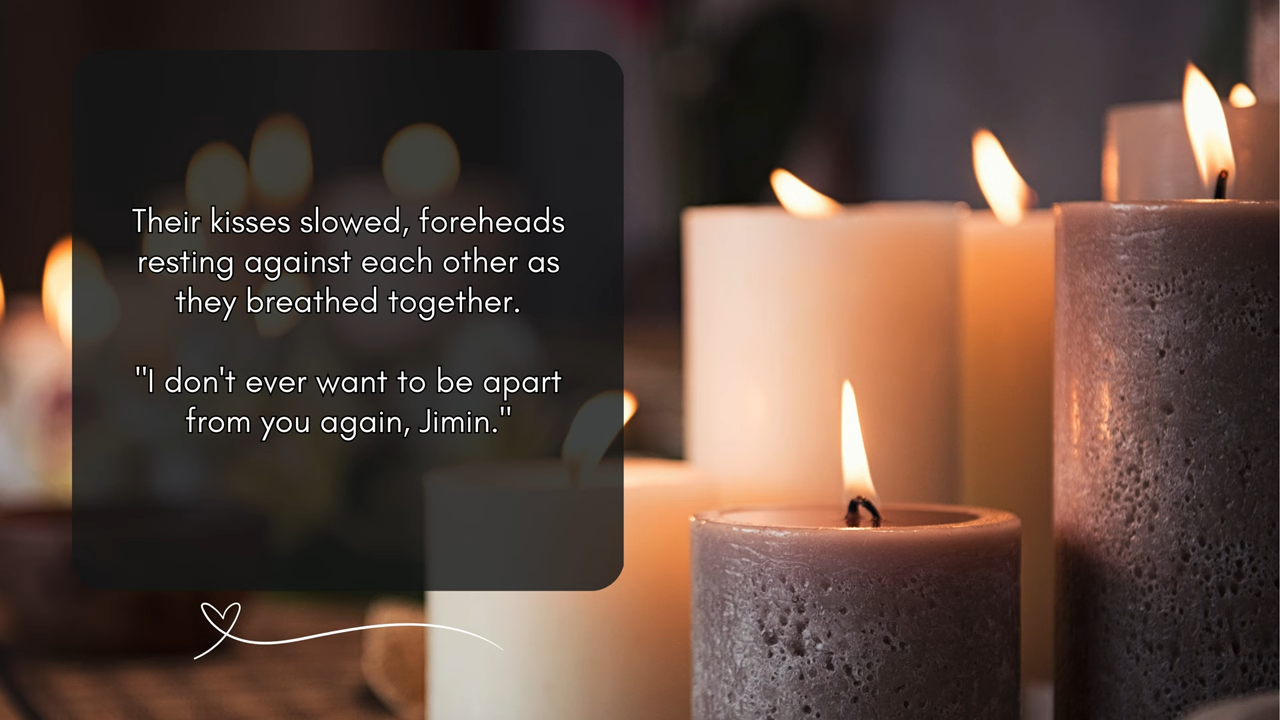 Their kisses slowed, foreheads
resting against each other as
they breathed together.
"I don't ever want to be apart
from you again, Jimin."